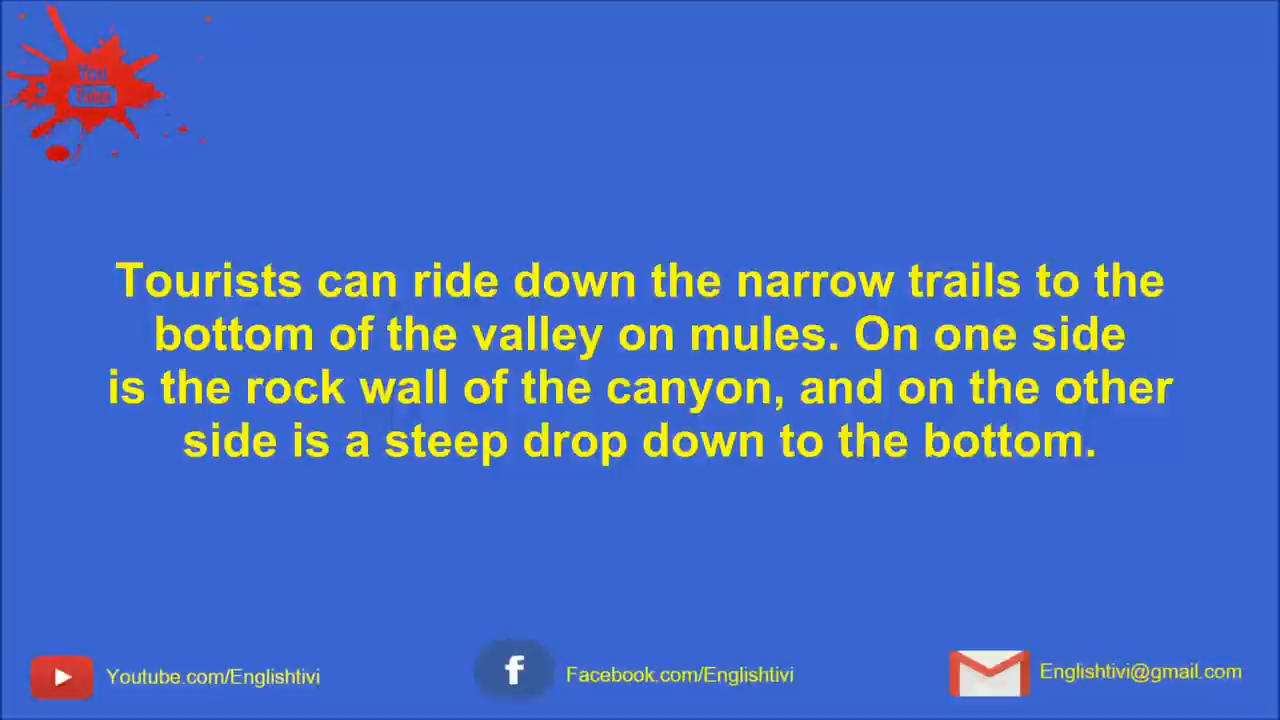 You
Tube
Tourists can ride down the narrow trails to the
bottom of the valley on mules. On one side
is the rock wall of the canyon, and on the other
side is a steep drop down to the bottom.
Youtube.com/Englishtivi
f
Facebook.com/Englishtivi
Englishtivi@gmail.com